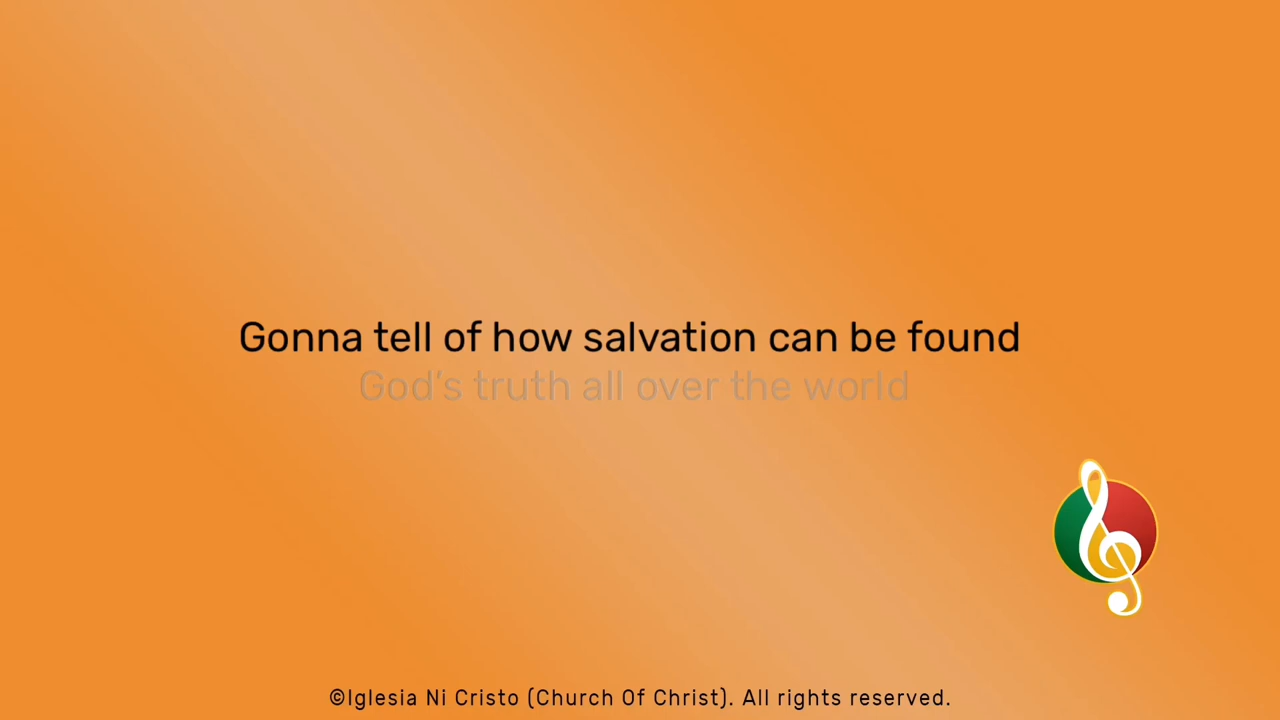 Gonna tell of how salvation can be found
God's truth all over the world
©Iglesia Ni Cristo (Church Of Christ). All rights reserved.